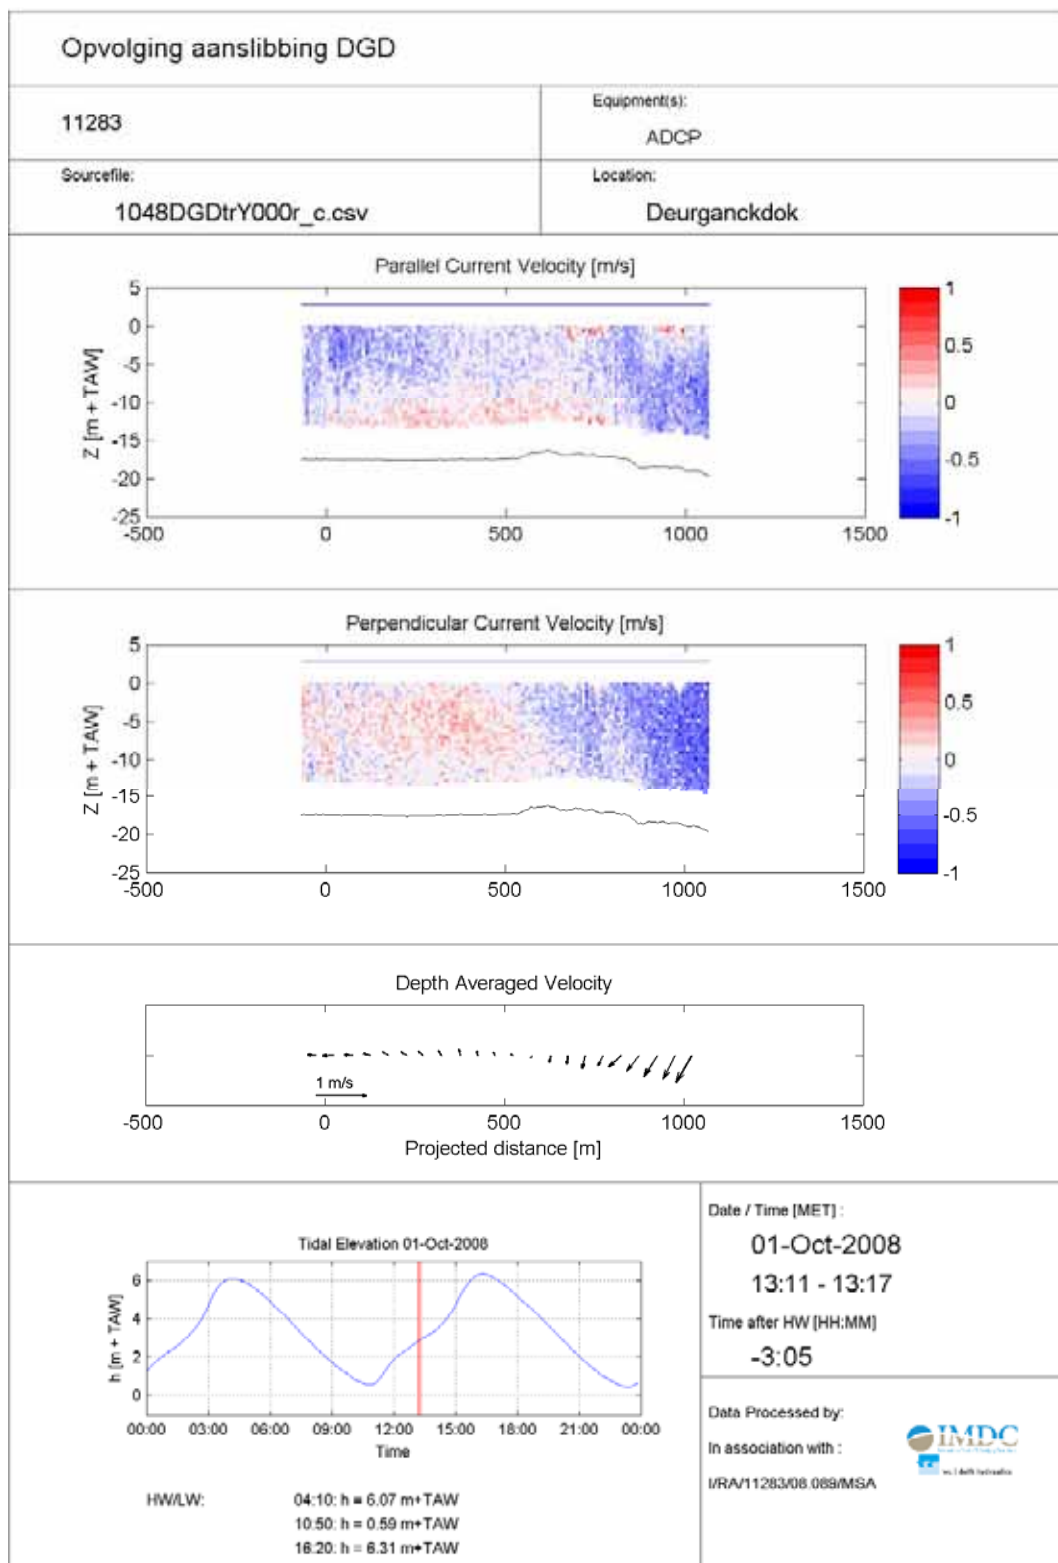 Opvolging aanslibbing DGD
11283
Equipment(s):
ADCP
Sourcefile:
1048DGDtrY000r_c.csv
Location:
Deurganckdok
Parallel Current Velocity [m/s]
Z [m + TAW]
5
0
-5
-10
-15
-20
-25
-500
0
500
1000
1500
1
0.5
0
-0.5
-1
Perpendicular Current Velocity [m/s]
Z [m + TAW]
5
0
-5
-10
-15
-20
-25
-500
0
500
1000
1500
1
0.5
0
-0.5
-1
Depth Averaged Velocity
1 m/s
-500
0
500
1000
1500
Projected distance [m]
Tidal Elevation 01-Oct-2008
h [m + TAW]
6
4
2
0
00:00
03:00
06:00
09:00
12:00
15:00
18:00
21:00
00:00
Time
HW/LW:
04:10: h = 6.07 m+TAW
10:50: h = 0.59 m+TAW
16:20: h = 6.31 m+TAW
Date / Time [MET] :
01-Oct-2008
13:11 - 13:17
Time after HW [HH:MM]
-3:05
Data Processed by:
In association with :
I/RA/11283/08.089/MSA
IMDC
wl | delft hydraulics